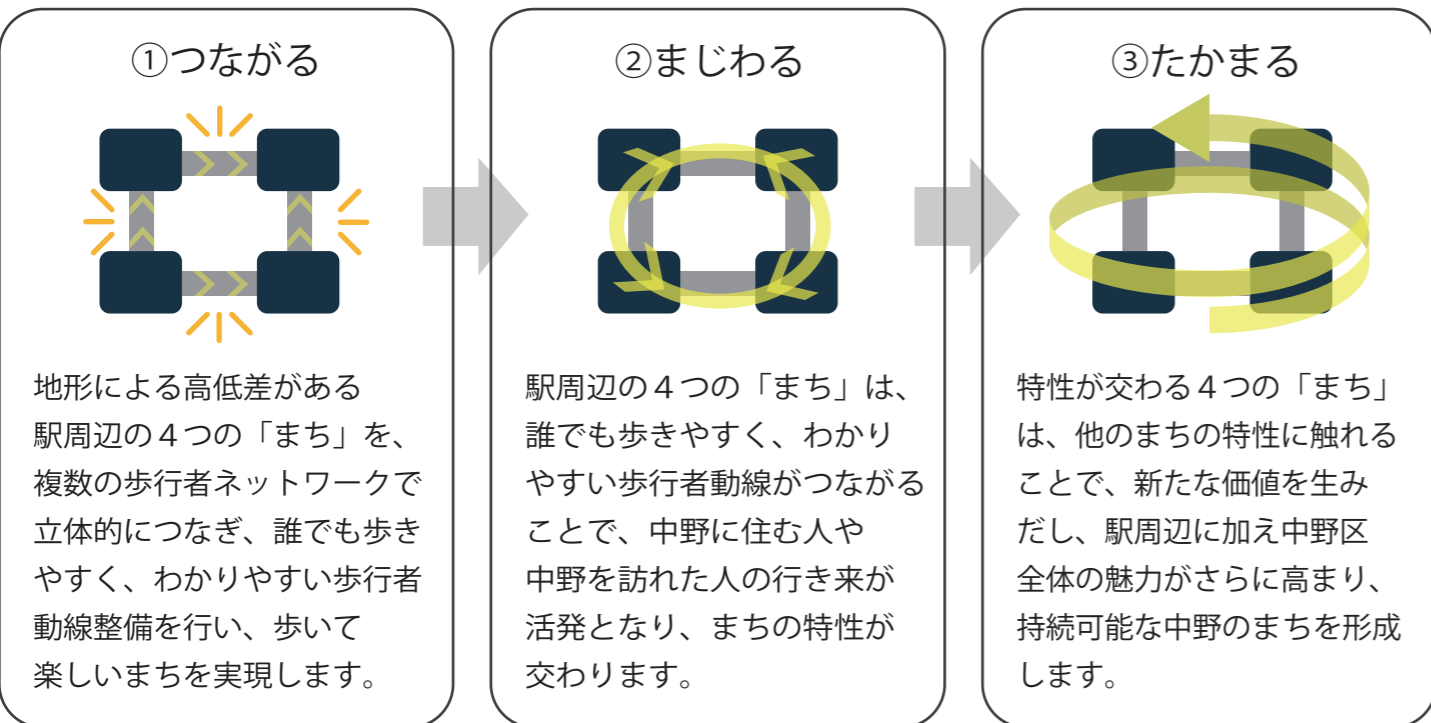 ①つながる
地形による高低差がある
駅周辺の４つの「まち」を、
複数の歩行者ネットワークで
立体的につなぎ、誰でも歩き
やすく、わかりやすい歩行者
動線整備を行い、歩いて
楽しいまちを実現します。
②まじわる
駅周辺の４つの「まち」は、
誰でも歩きやすく、わかり
やすい歩行者動線がつながる
ことで、中野に住む人や
中野を訪れた人の行き来が
活発となり、まちの特性が
交わります。
③たかまる
特性が交わる４つの「まち」
は、他のまちの特性に触れる
ことで、新たな価値を生み
だし、駅周辺に加え中野区
全体の魅力がさらに高まり、
持続可能な中野のまちを形成
します。